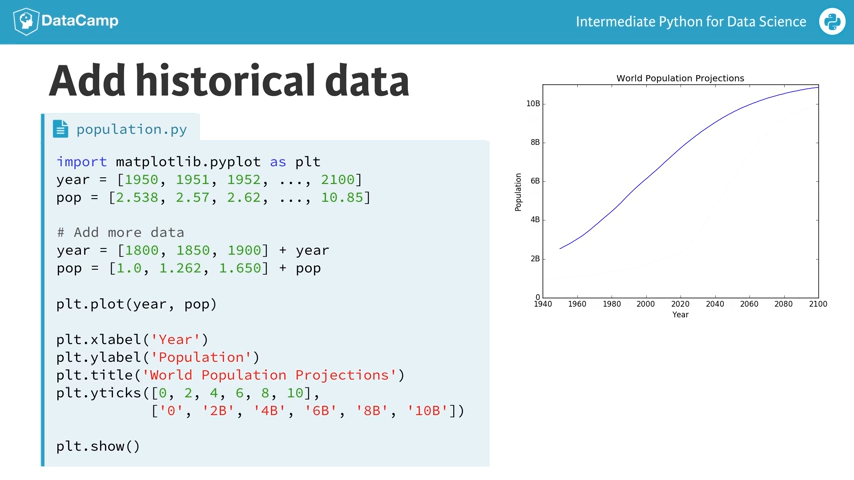 DataCamp
Intermediate Python for Data Science
Add historical data
population.py
import matplotlib.pyplot as plt
year = [1950, 1951, 1952, ..., 2100]
pop = [2.538, 2.57, 2.62, ..., 10.85]
# Add more data
year = [1800, 1850, 1900] + year
pop = [1.0, 1.262, 1.650] + pop
plt.plot(year, pop)
plt.xlabel('Year')
plt.ylabel('Population')
plt.title('World Population Projections')
plt.yticks([0, 2, 4, 6, 8, 10],
['0', '2B', '4B', '6B', '8B', '10B'])
plt.show()
World Population Projections
10B
8B
6B
4B
2B
0
Population
1940 1960 1980 2000 2020 2040 2060 2080 2100
Year